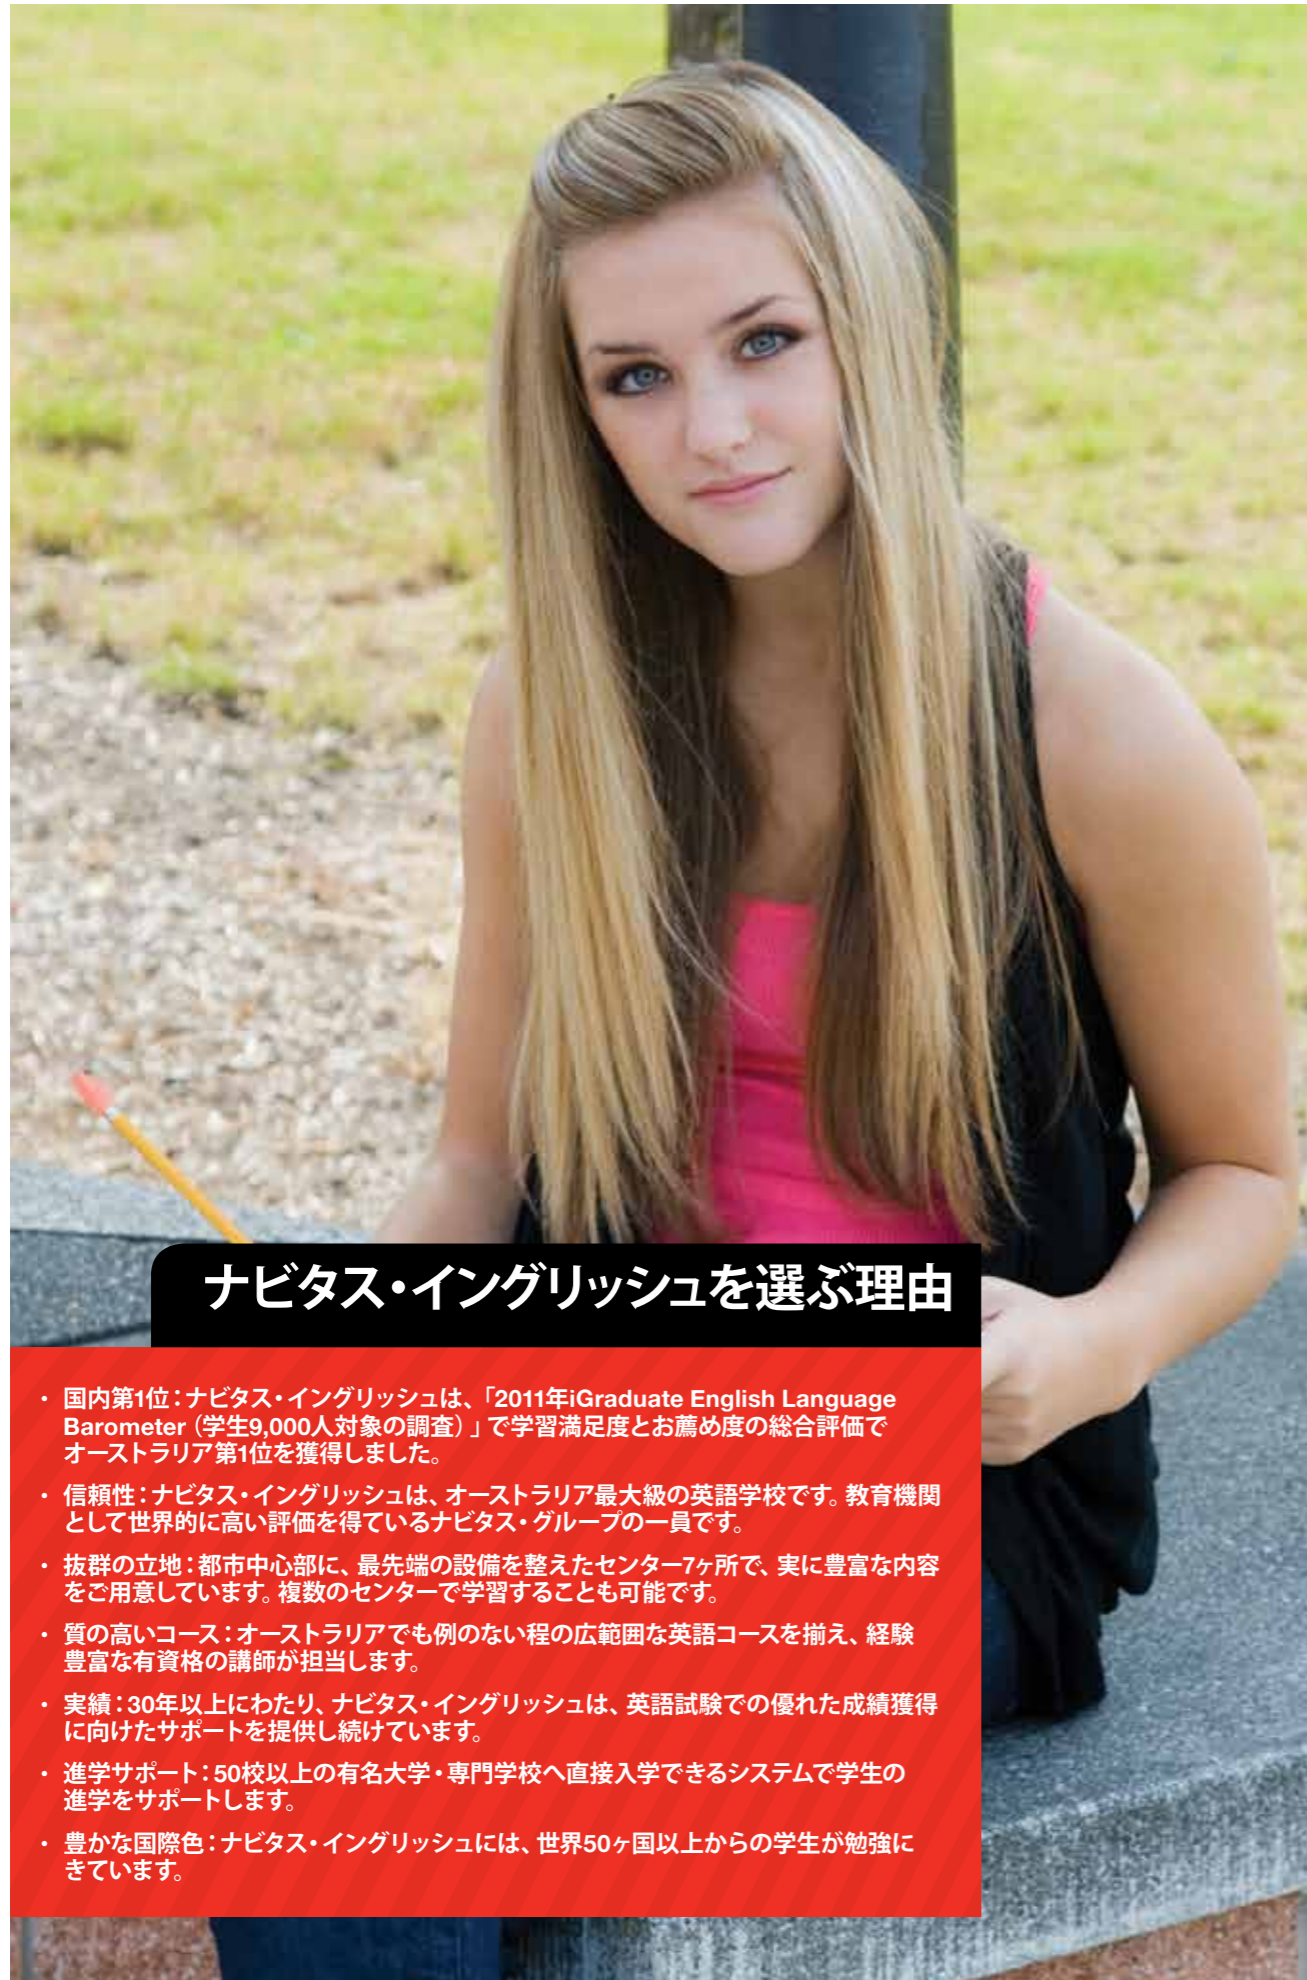 ナビタス・イングリッシュを選ぶ理由
・ 国内第1位：ナビタス・イングリッシュは、「2011年iGraduate English Language
Barometer（学生9,000人対象の調査）」で学習満足度とお薦め度の総合評価で
オーストラリア第1位を獲得しました。
・ 信頼性：ナビタス・イングリッシュは、オーストラリア最大級の英語学校です。教育機関
として世界的に高い評価を得ているナビタス・グループの一員です。
・ 抜群の立地：都市中心部に、最先端の設備を整えたセンター7ヶ所で、実に豊富な内容
をご用意しています。複数のセンターで学習することも可能です。
・ 質の高いコース：オーストラリアでも例のない程の広範囲な英語コースを揃え、経験
豊富な有資格の講師が担当します。
・ 実績：30年以上にわたり、ナビタス・イングリッシュは、英語試験での優れた成績獲得
に向けたサポートを提供し続けています。
・ 進学サポート：50校以上の有名大学・専門学校へ直接入学できるシステムで学生の
進学をサポートします。
・ 豊かな国際色：ナビタス・イングリッシュには、世界50ヶ国以上からの学生が勉強に
きています。